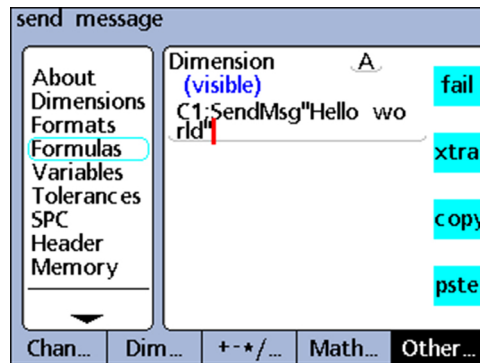 send message
About
Dimensions
Formats
Formulas
Variables
Tolerances
SPC
Header
Memory
Dimension A
(visible)
C1:SendMsg"Hello wo
rld"
fail
xtra
copy
pste
Chan... Dim... +-*/... Math... Other...